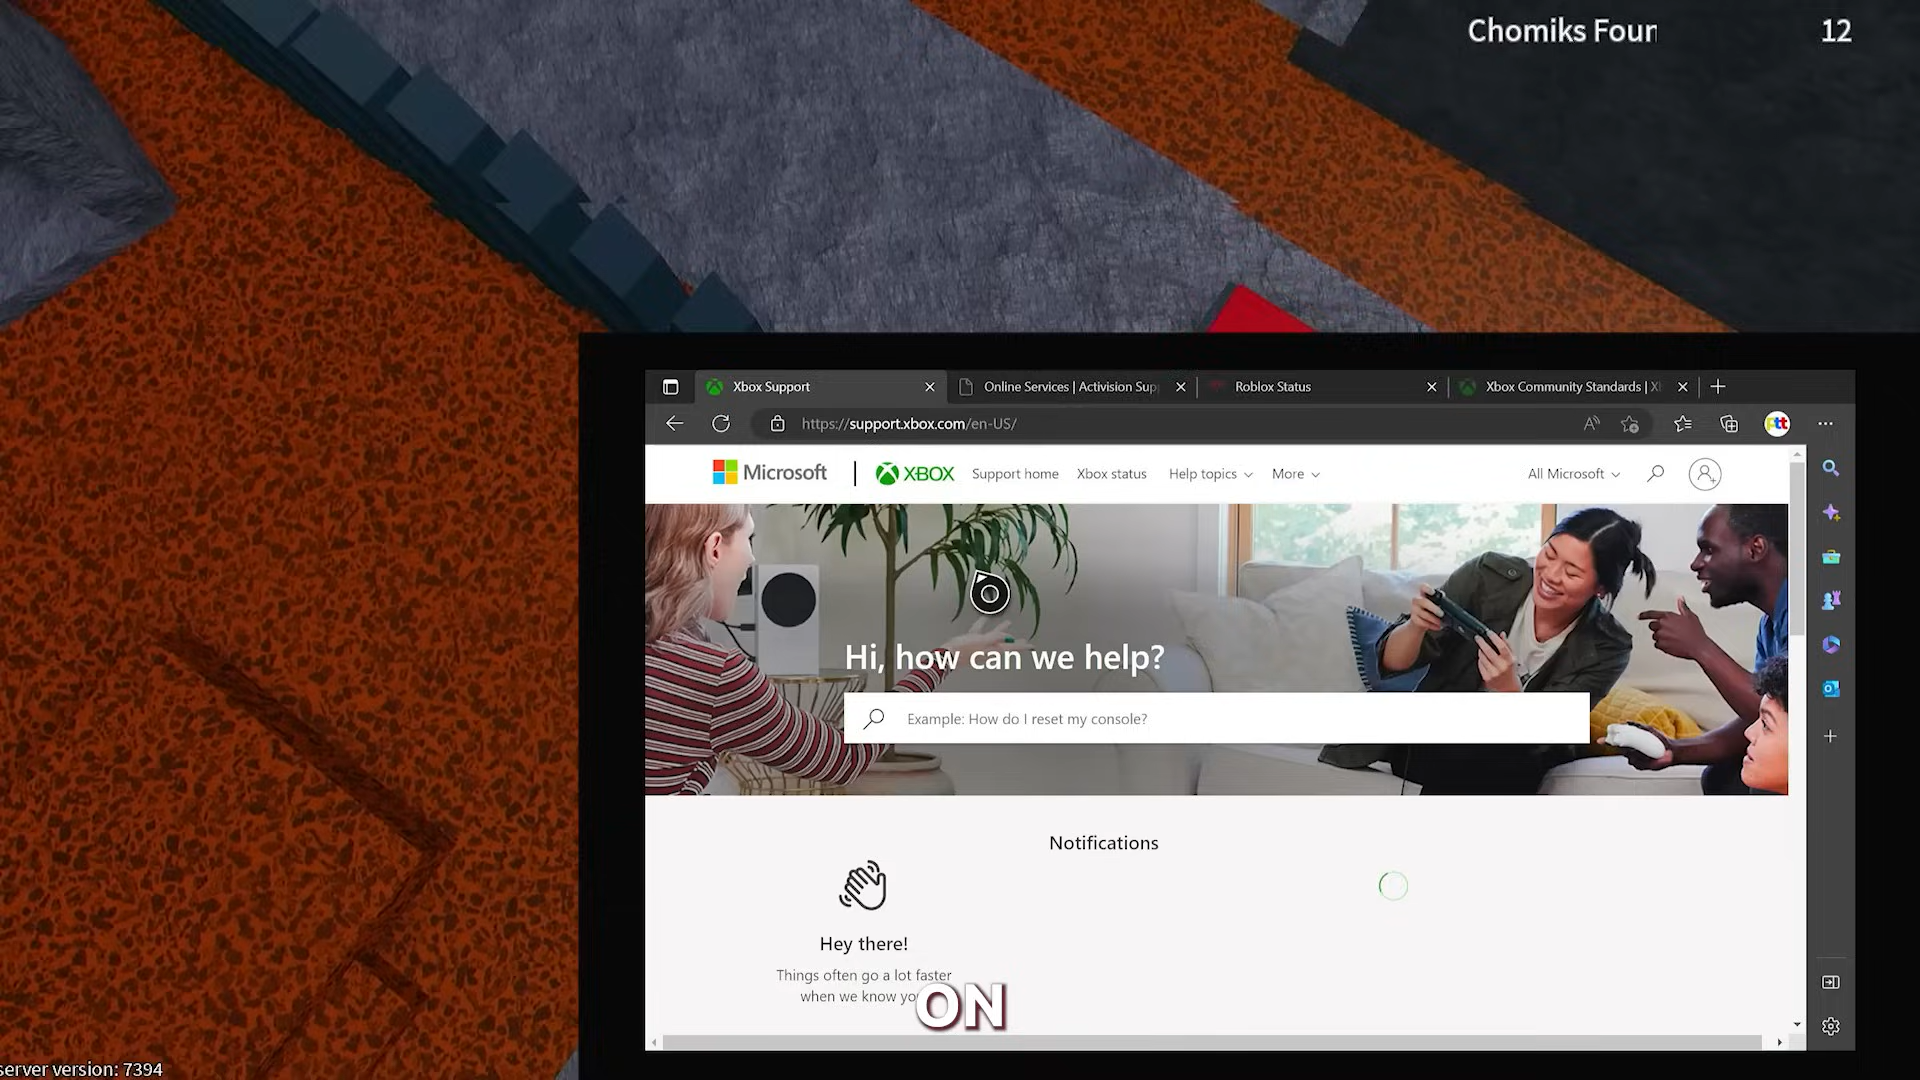 Chomiks Four
12
Xbox Support
Online Services | Activision Sup
Roblox Status
Xbox Community Standards | X
https://support.xbox.com/en-US/
Microsoft
XBOX
Support home
Xbox status
Help topics
More
All Microsoft
Hi, how can we help?
Example: How do I reset my console?
Notifications
Hey there!
Things often go a lot faster
when we know yo
ON
server version: 7394